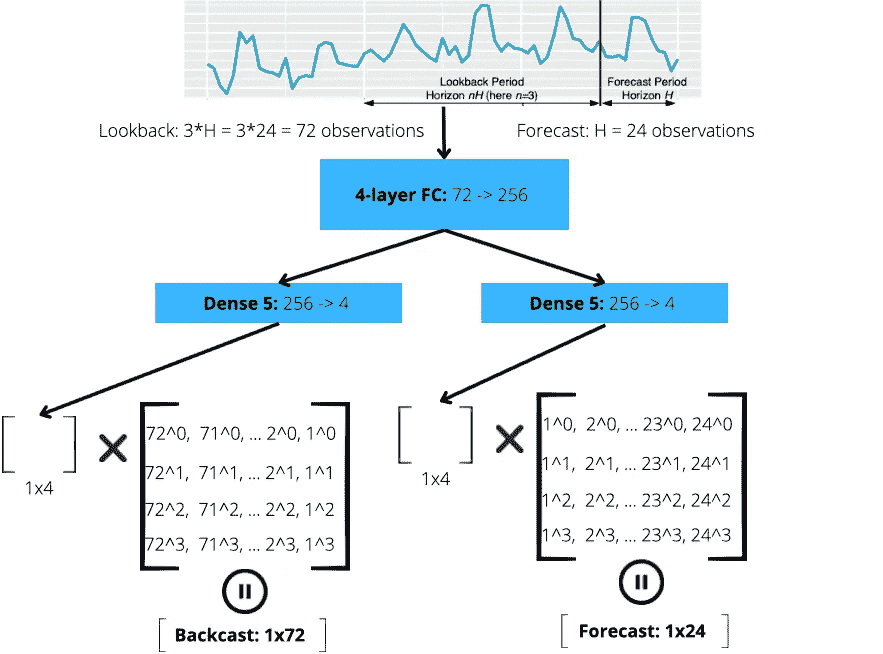 Lookback Period
Horizon nH (here n=3)
Forecast Period
Horizon H
Lookback: 3*H = 3*24 = 72 observations
Forecast: H = 24 observations
4-layer FC: 72 -> 256
Dense 5: 256 -> 4
Dense 5: 256 -> 4
72^0, 71^0, ... 2^0, 1^0
72^1, 71^1, ... 2^1, 1^1
72^2, 71^2, ... 2^2, 1^2
72^3, 71^3, ... 2^3, 1^3
1x4
1^0, 2^0, ... 23^0, 24^0
1^1, 2^1, ... 23^1, 24^1
1^2, 2^2, ... 23^2, 24^2
1^3, 2^3, ... 23^3, 24^3
1x4
Backcast: 1x72
Forecast: 1x24